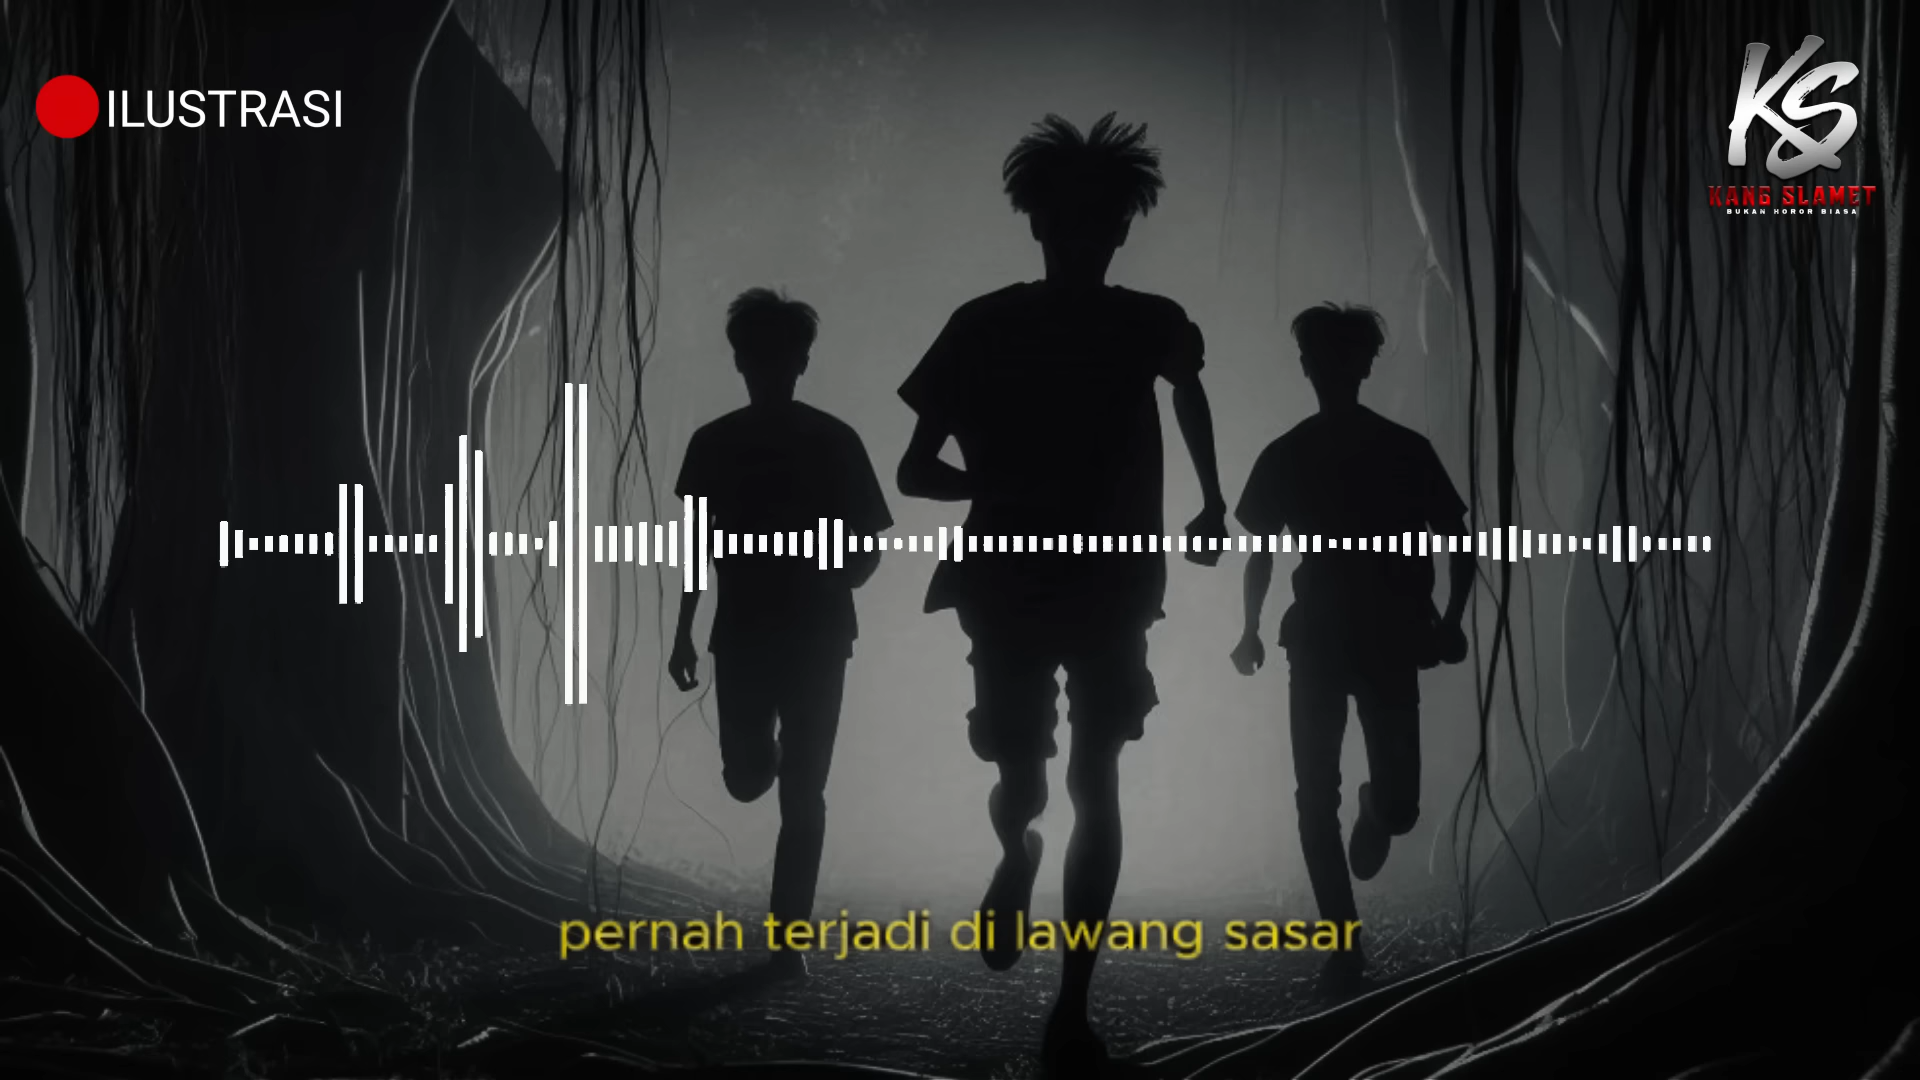 ILUSTRASI
KS
KANG SLAMET
BUKAN HOROR BIASA
pernah terjadi di lawang sasar